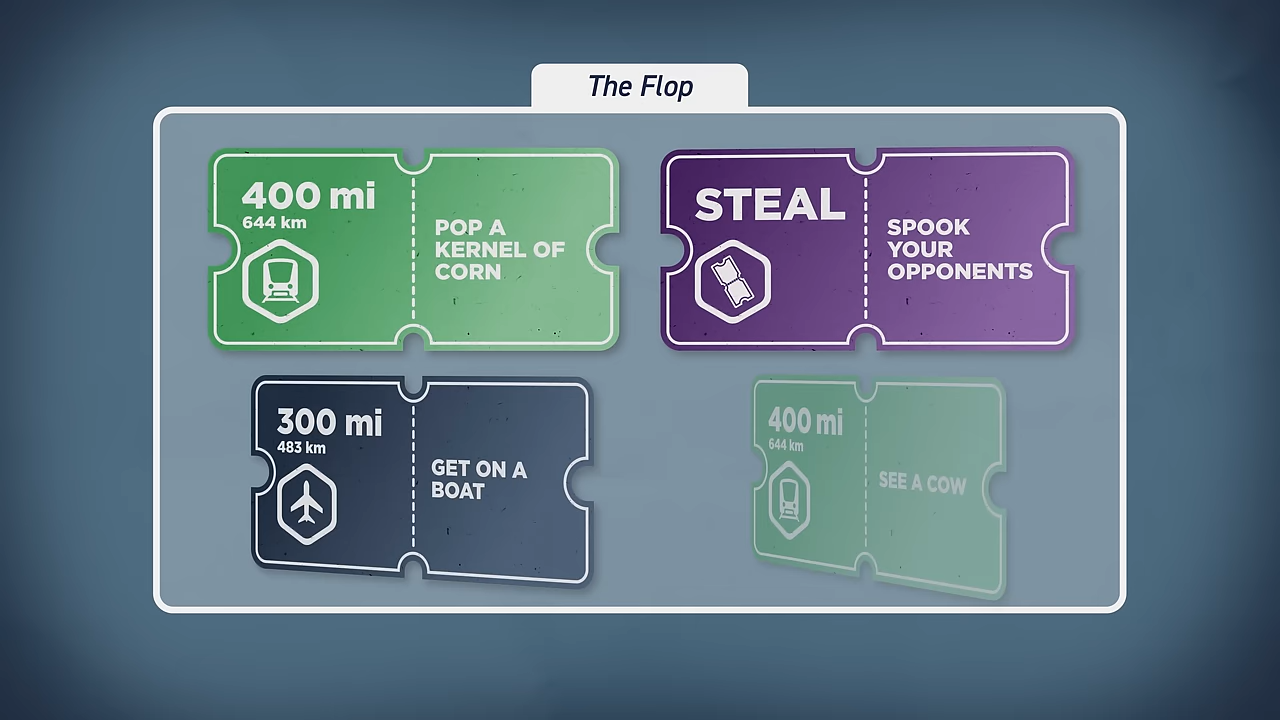 The Flop
400 mi
644 km
POP A
KERNEL OF
CORN
STEAL
SPOOK
YOUR
OPPONENTS
300 mi
483 km
GET ON A
BOAT
400 mi
644 km
SEE A COW